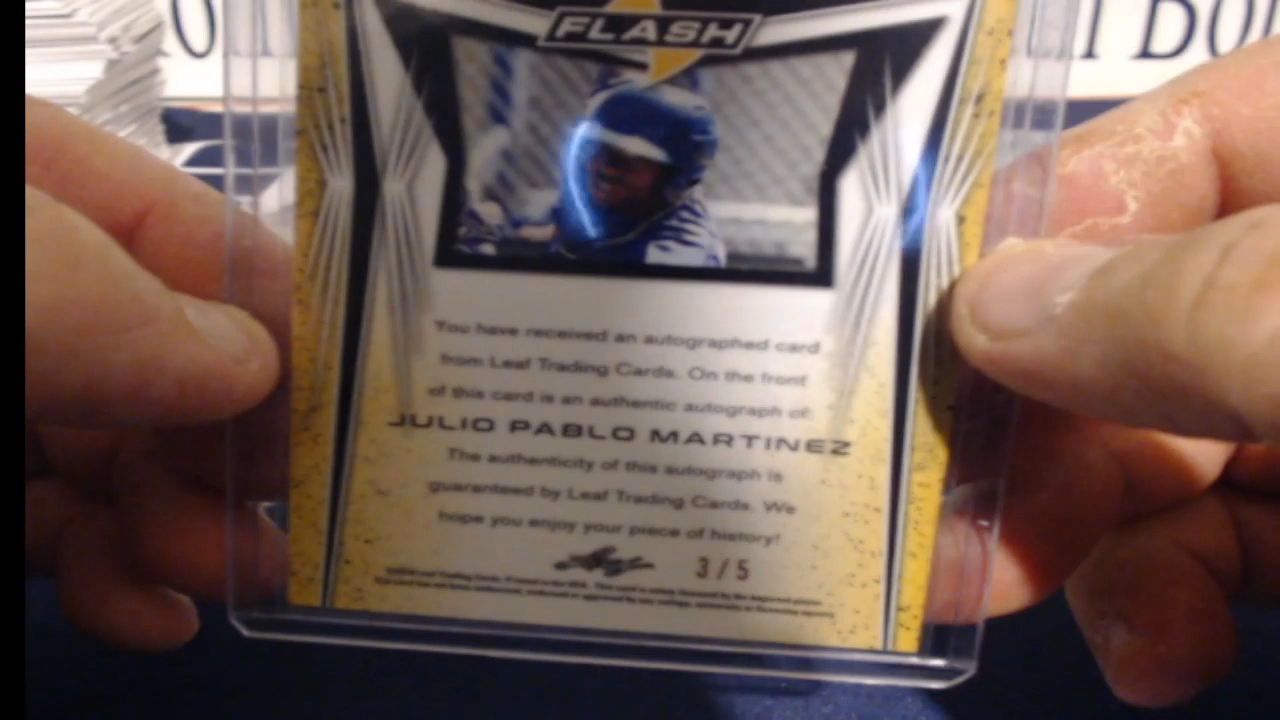 FLASH
You have received an autographed card
from Leaf Trading Cards. On the front
of this card is an authentic autograph of:
JULIO PABLO MARTINEZ
The authenticity of this autograph is
guaranteed by Leaf Trading Cards. We
hope you enjoy your piece of history!
Leaf
3/5